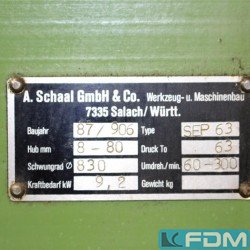 A. Schaal GmbH & Co. Werkzeug- u. Maschinenbau
7335 Salach/Württ.
Baujahr 87/906 Type SEP 63
Hub mm 8-80 Druck To 63
Schwungrad Ø 830 Umdreh./min. 60-300
Kraftbedarf kW 9,2 Gewicht kg
FDM